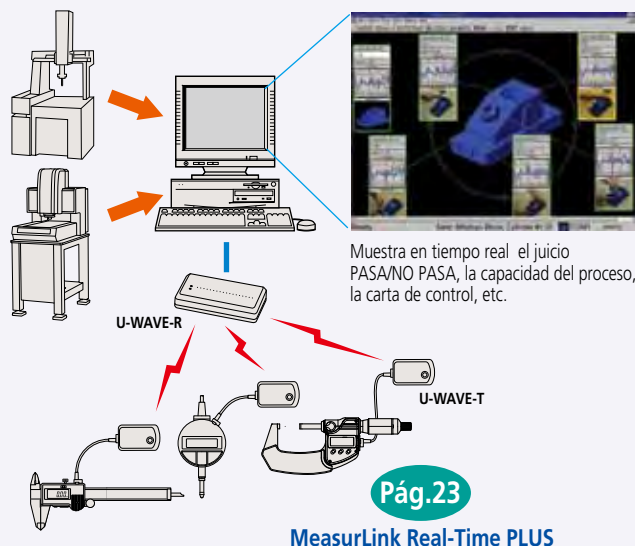 Muestra en tiempo real el juicio
PASA/NO PASA, la capacidad del proceso,
la carta de control, etc.
U-WAVE-R
U-WAVE-T
Pág.23
MeasurLink Real-Time PLUS